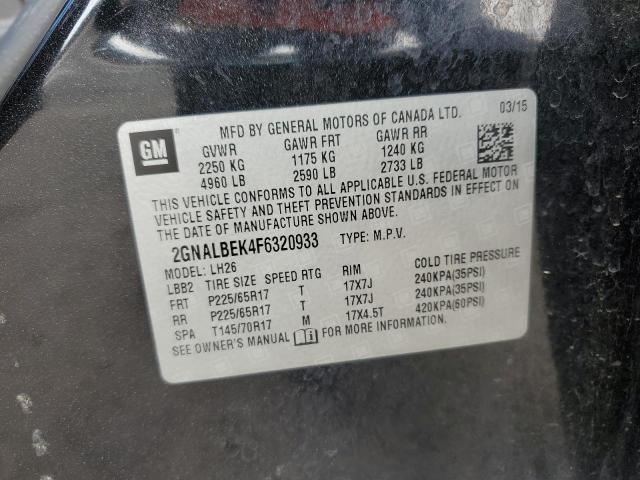 MFD BY GENERAL MOTORS OF CANADA LTD. 03/15
GM
GVWR GAWR FRT GAWR RR
2250 KG 1175 KG 1240 KG
4960 LB 2590 LB 2733 LB
THIS VEHICLE CONFORMS TO ALL APPLICABLE U.S. FEDERAL MOTOR
VEHICLE SAFETY AND THEFT PREVENTION STANDARDS IN EFFECT ON
THE DATE OF MANUFACTURE SHOWN ABOVE.
2GNALBEK4F6320933 TYPE: M.P.V.
MODEL: LH26
LBB2 TIRE SIZE SPEED RTG RIM COLD TIRE PRESSURE
FRT P225/65R17 T 17X7J 240KPA(35PSI)
RR P225/65R17 T 17X7J 240KPA(35PSI)
SPA T145/70R17 M 17X4.5T 420KPA(60PSI)
SEE OWNER'S MANUAL FOR MORE INFORMATION.